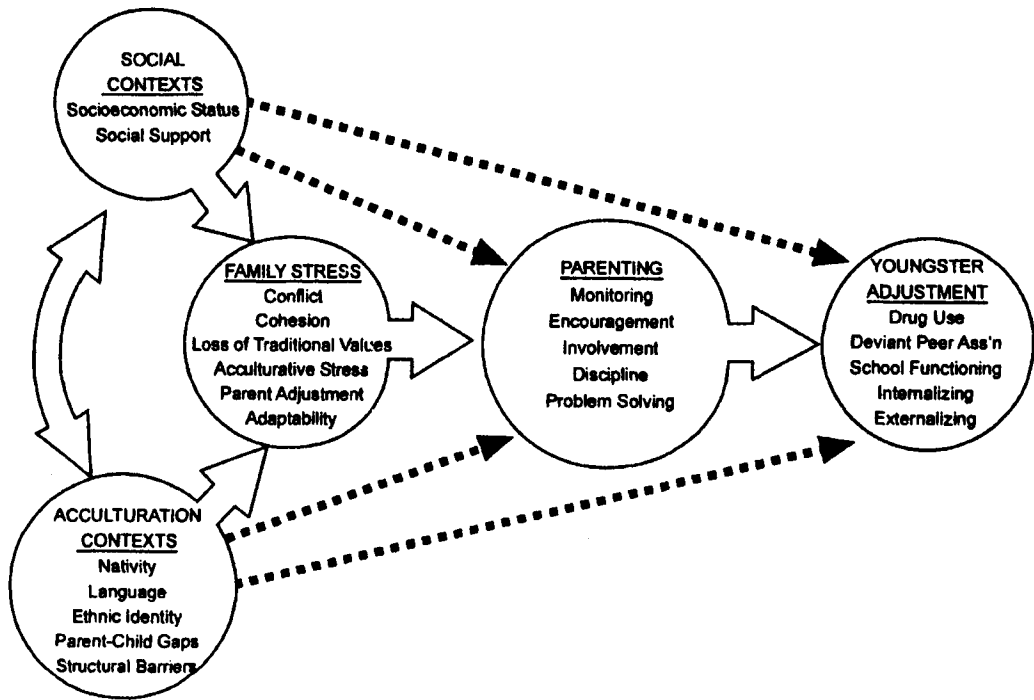 SOCIAL
CONTEXTS
Socioeconomic Status
Social Support
FAMILY STRESS
Conflict
Cohesion
Loss of Traditional Values
Acculturative Stress
Parent Adjustment
Adaptability
PARENTING
Monitoring
Encouragement
Involvement
Discipline
Problem Solving
YOUNGSTER
ADJUSTMENT
Drug Use
Deviant Peer Ass'n
School Functioning
Internalizing
Externalizing
ACCULTURATION
CONTEXTS
Nativity
Language
Ethnic Identity
Parent-Child Gaps
Structural Barriers